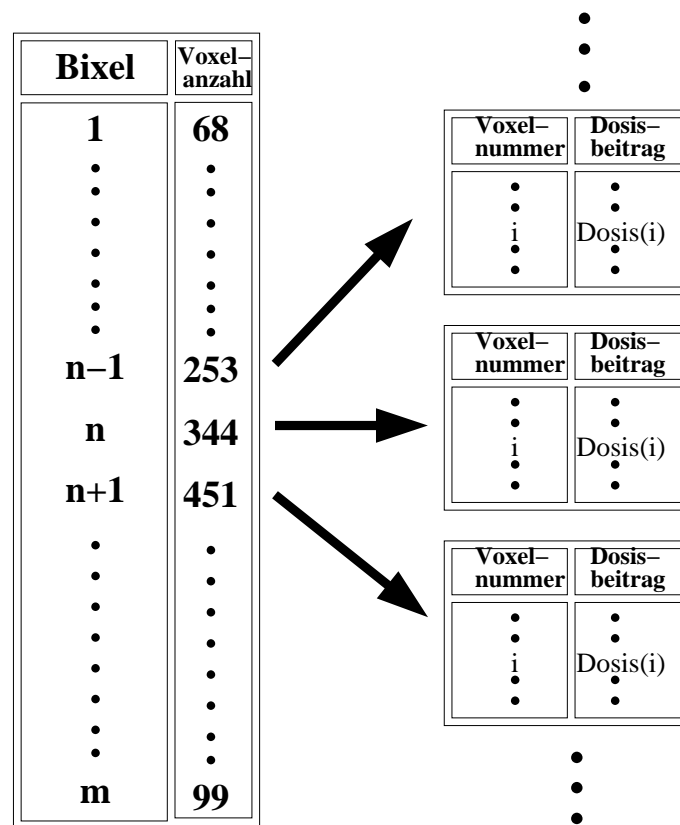 Bixel
Voxel–
anzahl
1 68
n–1 253
n 344
n+1 451
m 99
Voxel–
nummer
Dosis–
beitrag
i Dosis(i)
Voxel–
nummer
Dosis–
beitrag
i Dosis(i)
Voxel–
nummer
Dosis–
beitrag
i Dosis(i)